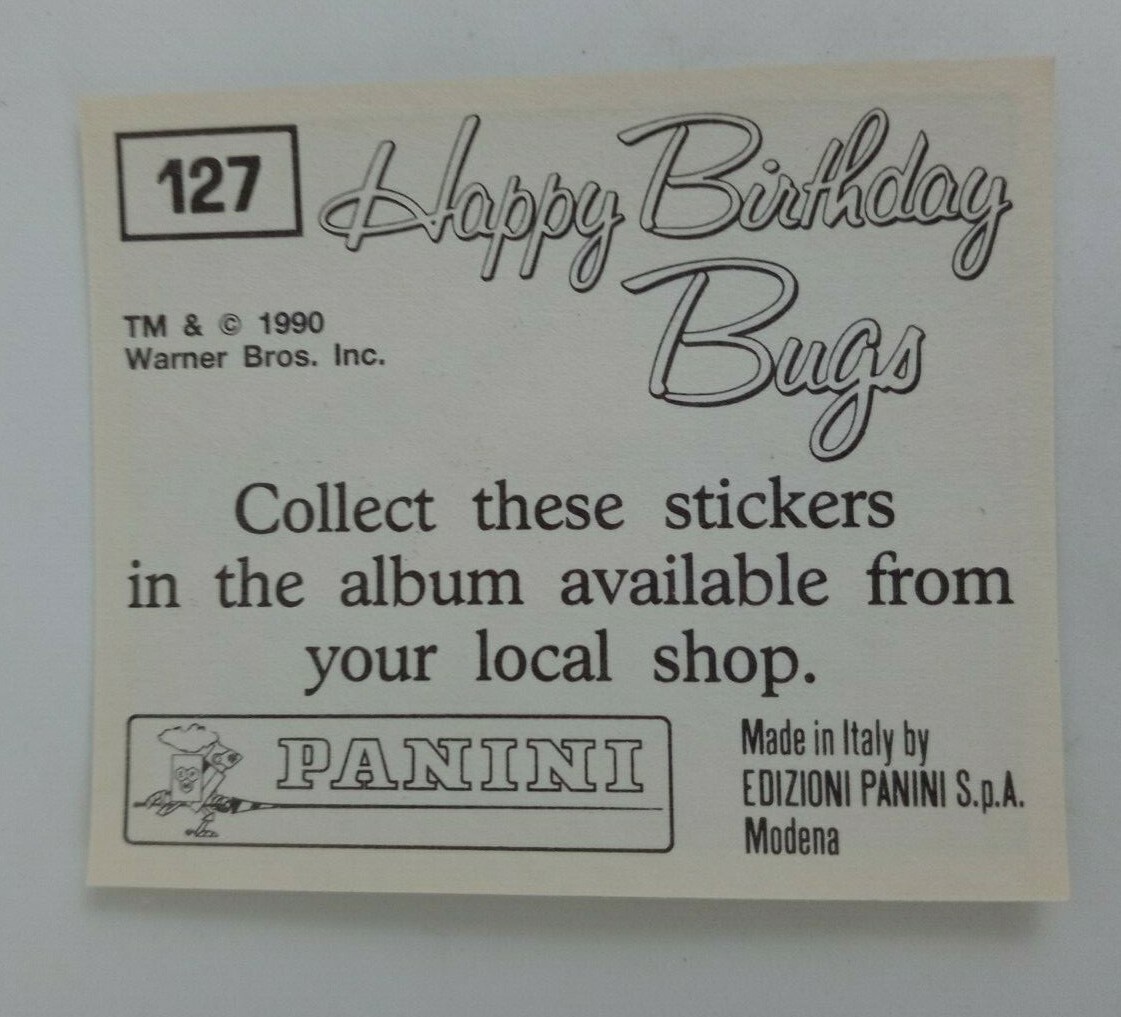 127
Happy Birthday
Bugs
TM & © 1990
Warner Bros. Inc.
Collect these stickers
in the album available from
your local shop.
PANINI
Made in Italy by
EDIZIONI PANINI S.p.A.
Modena